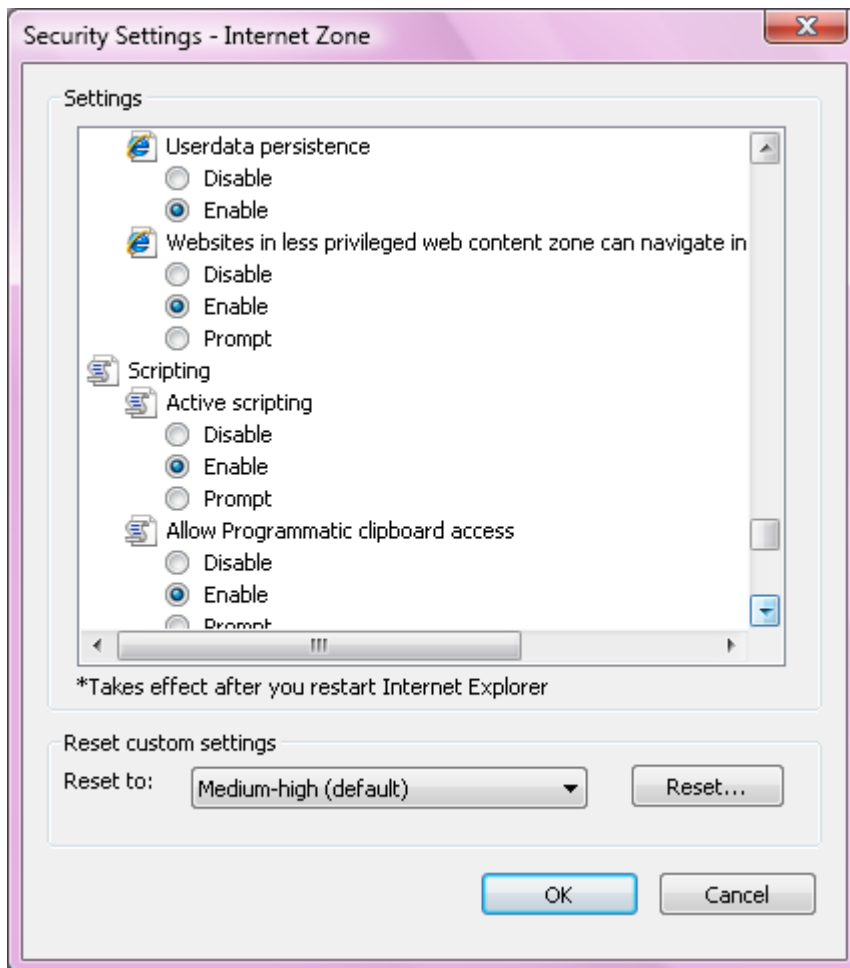 Security Settings - Internet Zone
Settings
Userdata persistence
Disable
Enable
Websites in less privileged web content zone can navigate in
Disable
Enable
Prompt
Scripting
Active scripting
Disable
Enable
Prompt
Allow Programmatic clipboard access
Disable
Enable
Prompt
*Takes effect after you restart Internet Explorer
Reset custom settings
Reset to:
Medium-high (default)
Reset...
OK
Cancel